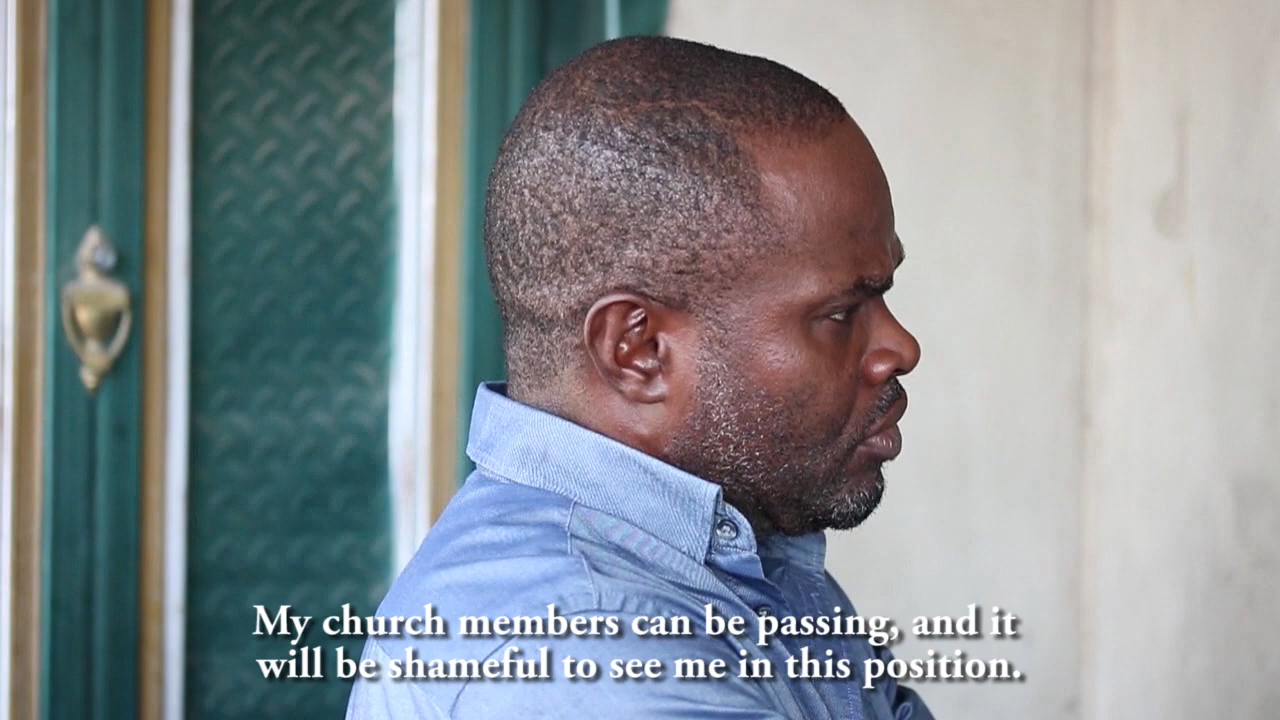 My church members can be passing, and it
will be shameful to see me in this position.